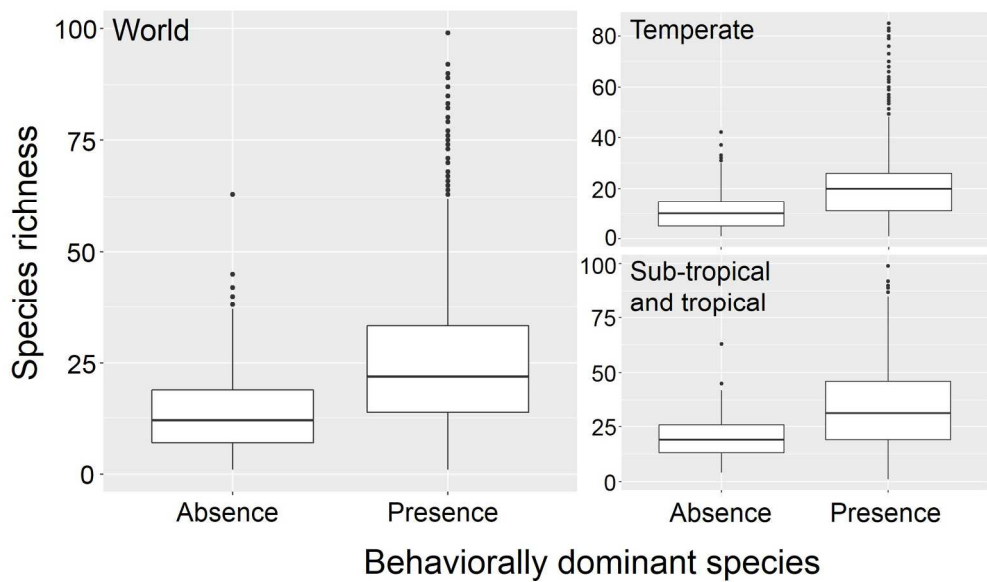 World
100
75
50
25
0
Species richness
Absence
Presence
Temperate
80
60
40
20
0
Sub-tropical
and tropical
100
75
50
25
0
Absence
Presence
Behaviorally dominant species